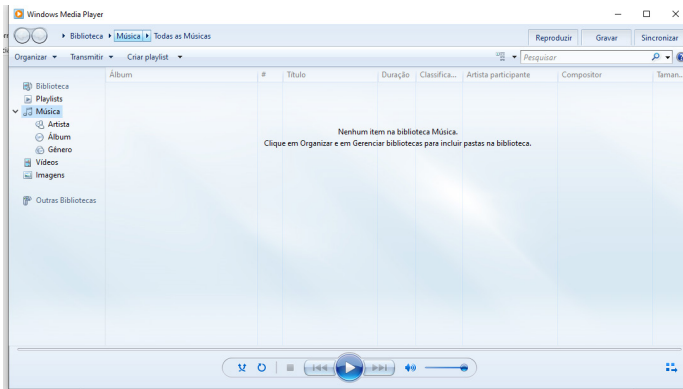 Windows Media Player
Biblioteca Música Todas as Músicas
Reproduzir Gravar Sincronizar
Organizar Transmitir Criar playlist
Pesquisar
Álbum # Título Duração Classifica... Artista participante Compositor Taman...
Biblioteca
Playlists
Música
Artista
Álbum
Gênero
Vídeos
Imagens
Outras Bibliotecas
Nenhum item na biblioteca Música.
Clique em Organizar e em Gerenciar bibliotecas para incluir pastas na biblioteca.